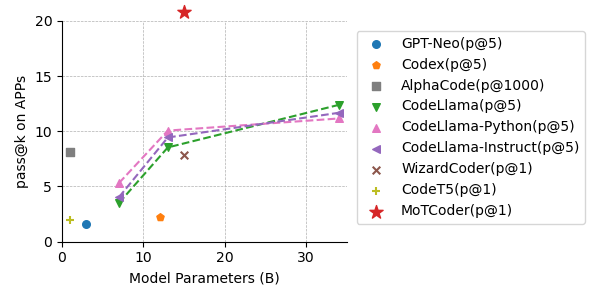 20
15
10
5
0
pass@k on APPs
0
10
20
30
Model Parameters (B)
GPT-Neo(p@5)
Codex(p@5)
AlphaCode(p@1000)
CodeLlama(p@5)
CodeLlama-Python(p@5)
CodeLlama-Instruct(p@5)
WizardCoder(p@1)
CodeT5(p@1)
MoTCoder(p@1)